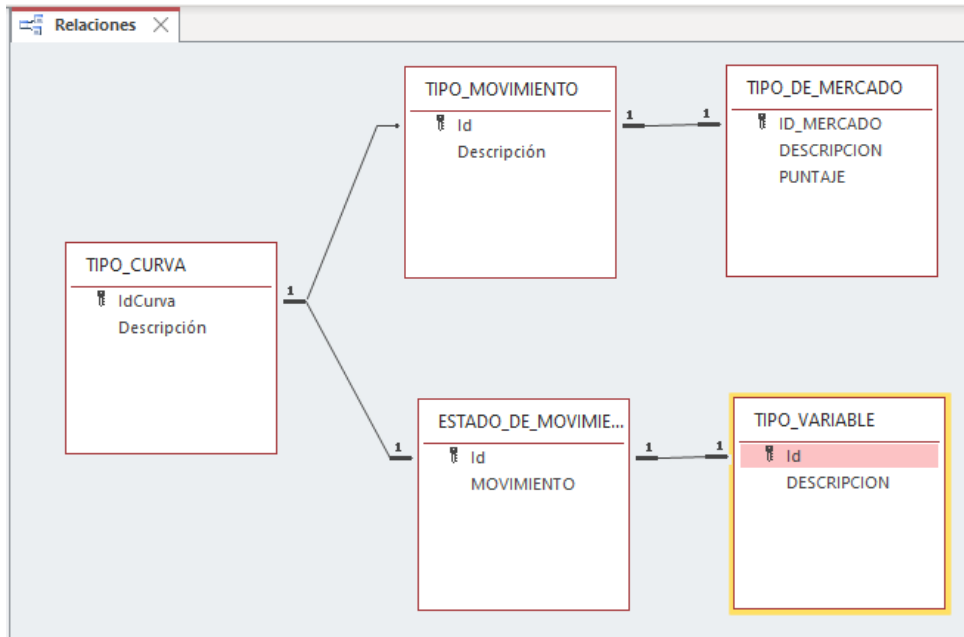 Relaciones
TIPO_MOVIMIENTO
Id
Descripción
1
1
TIPO_DE_MERCADO
ID_MERCADO
DESCRIPCION
PUNTAJE
TIPO_CURVA
IdCurva
Descripción
1
1
ESTADO_DE_MOVIMIE...
Id
MOVIMIENTO
1
1
TIPO_VARIABLE
Id
DESCRIPCION